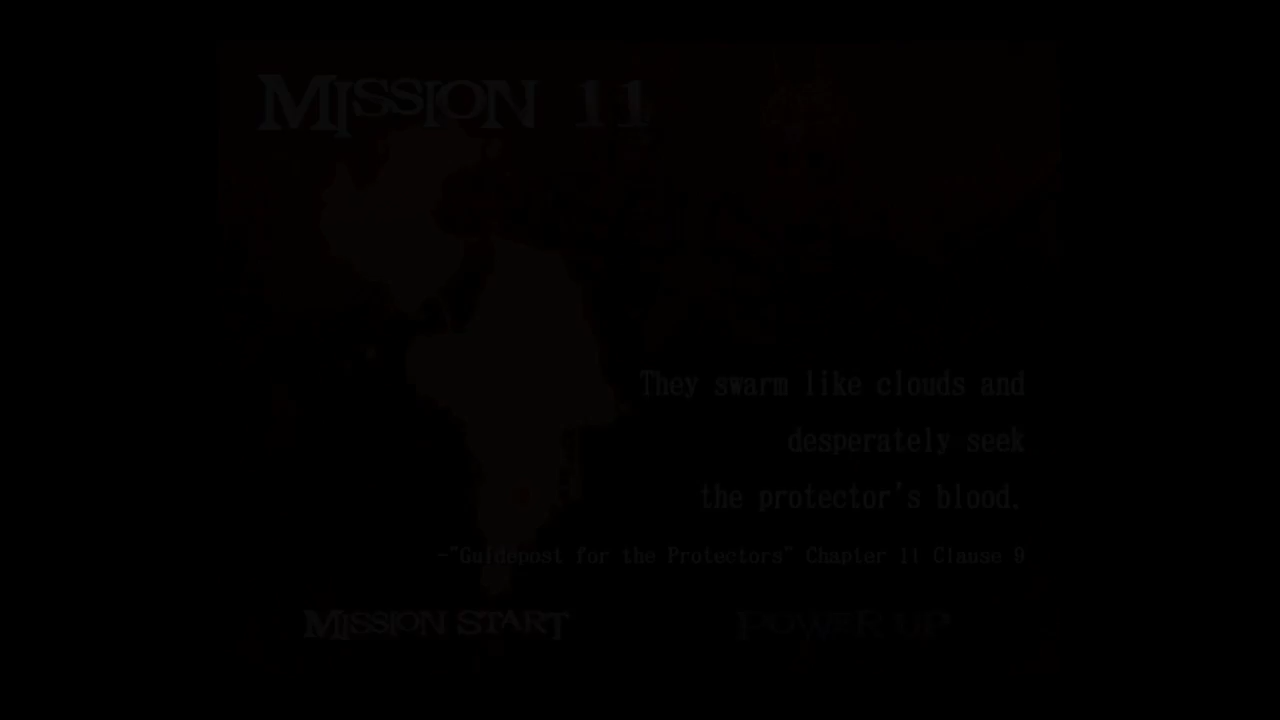 MISSION 11
They swarm like clouds and
desperately seek
the protector's blood.
-"Guidepost for the Protectors" Chapter 11 Clause 9
MISSION START
POWER UP